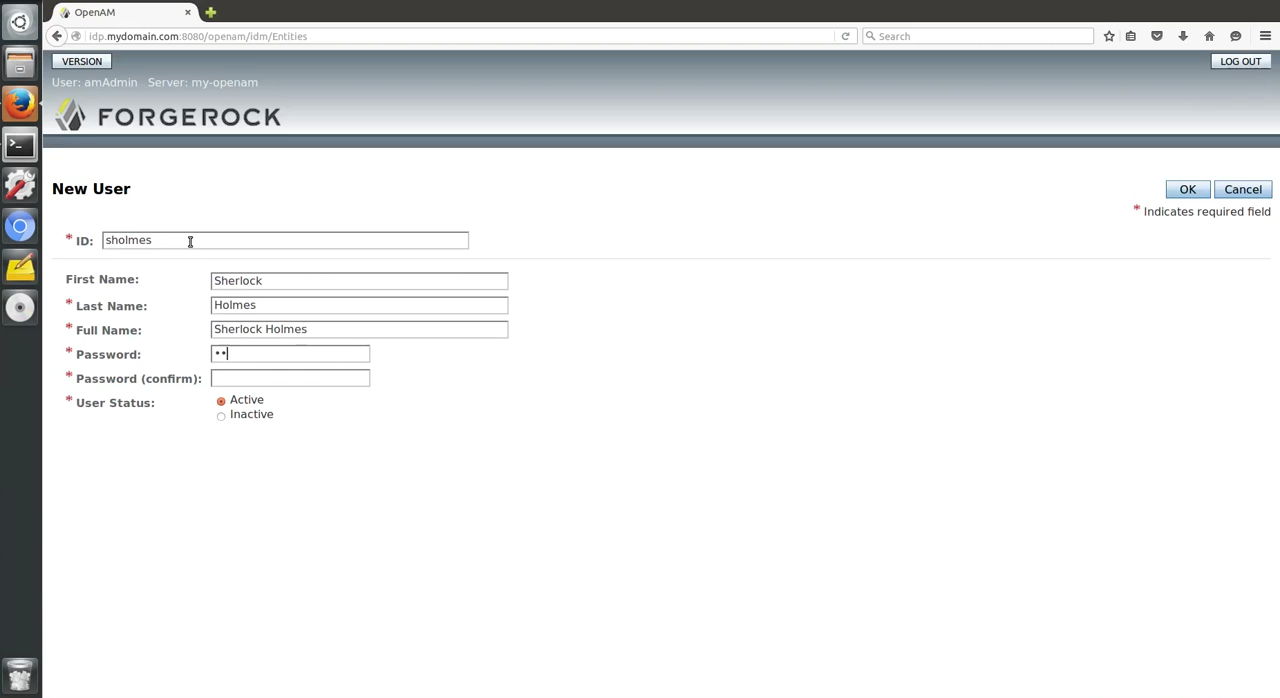 OpenAM
idp.mydomain.com:8080/openam/idm/Entities
Search
VERSION
LOG OUT
User: amAdmin Server: my-openam
FORGEROCK
New User
OK
Cancel
* Indicates required field
* ID: sholmes
First Name: Sherlock
* Last Name: Holmes
* Full Name: Sherlock Holmes
* Password: ••
* Password (confirm):
* User Status: Active
Inactive